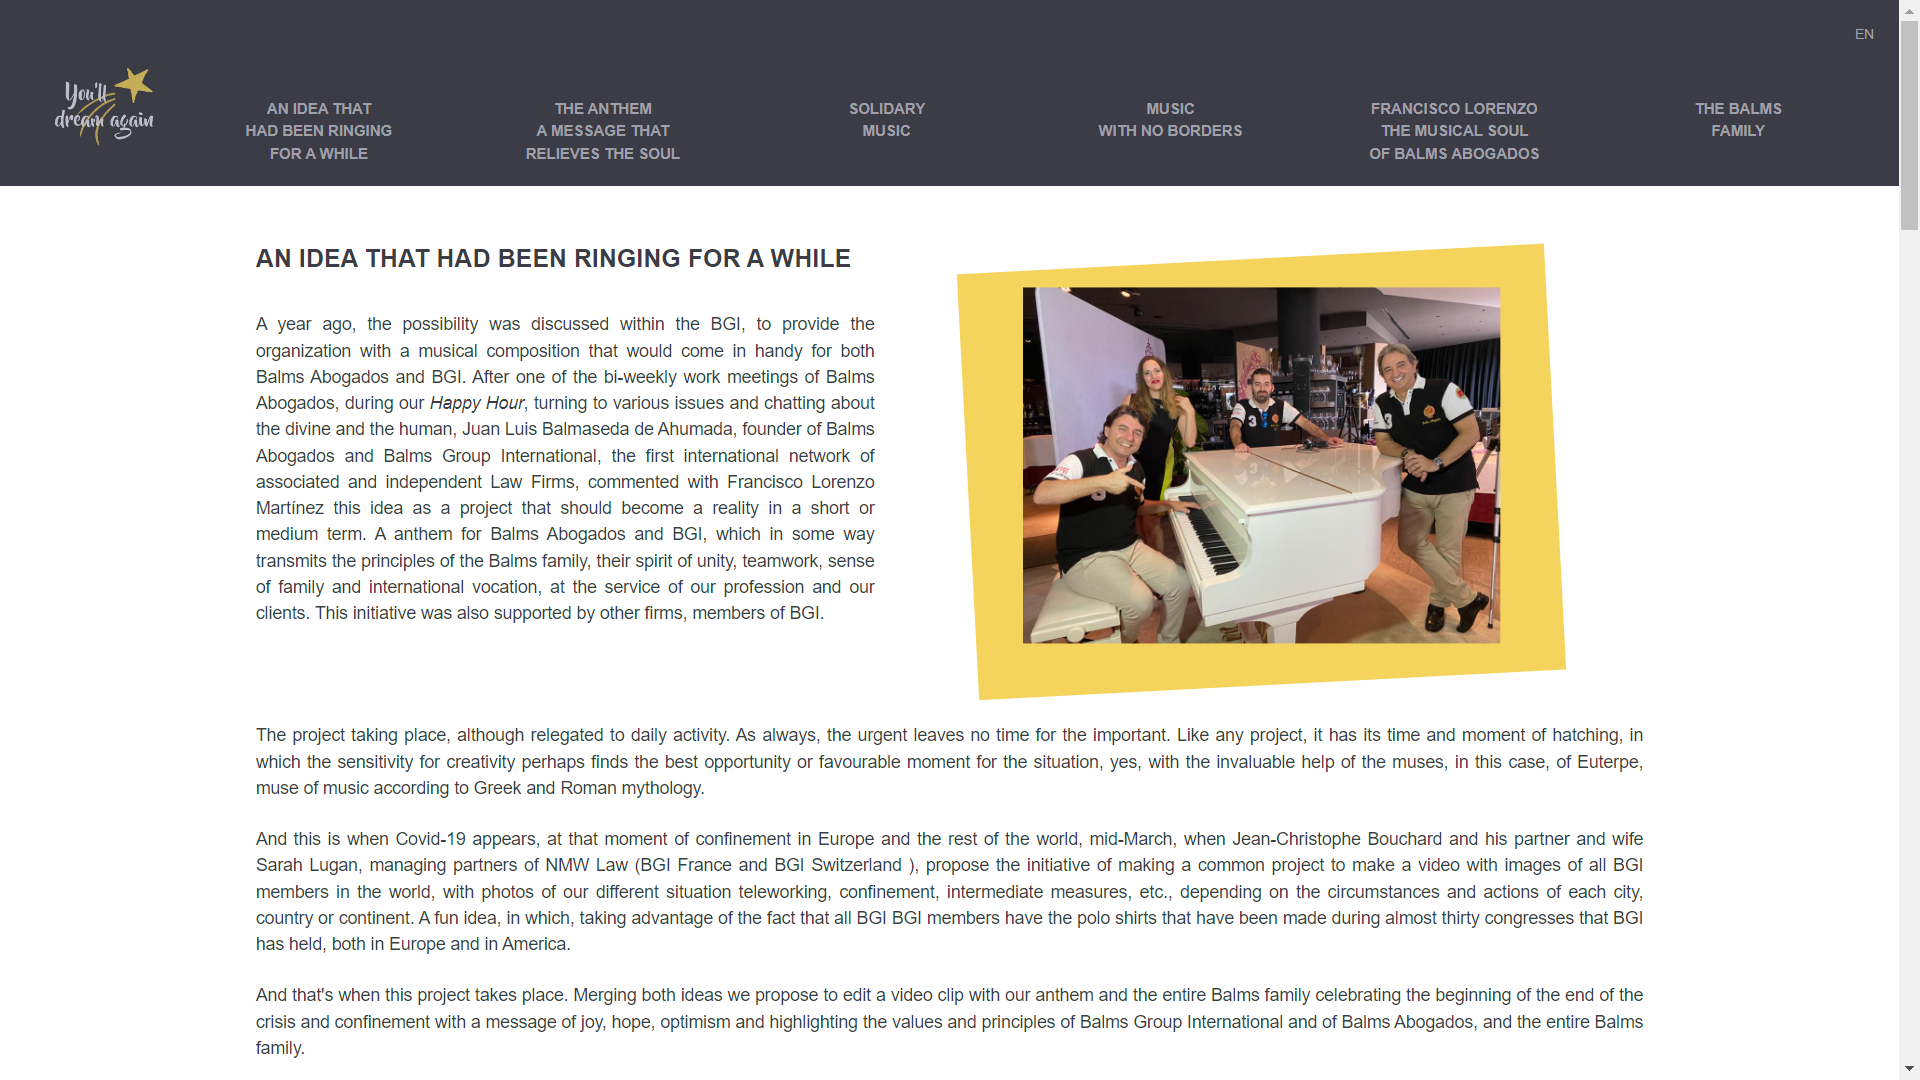 EN
You'll
dream again
AN IDEA THAT
HAD BEEN RINGING
FOR A WHILE
THE ANTHEM
A MESSAGE THAT
RELIEVES THE SOUL
SOLIDARY
MUSIC
MUSIC
WITH NO BORDERS
FRANCISCO LORENZO
THE MUSICAL SOUL
OF BALMS ABOGADOS
THE BALMS
FAMILY
AN IDEA THAT HAD BEEN RINGING FOR A WHILE
A year ago, the possibility was discussed within the BGI, to provide the
organization with a musical composition that would come in handy for both
Balms Abogados and BGI. After one of the bi-weekly work meetings of Balms
Abogados, during our Happy Hour, turning to various issues and chatting about
the divine and the human, Juan Luis Balmaseda de Ahumada, founder of Balms
Abogados and Balms Group International, the first international network of
associated and independent Law Firms, commented with Francisco Lorenzo
Martínez this idea as a project that should become a reality in a short or
medium term. A anthem for Balms Abogados and BGI, which in some way
transmits the principles of the Balms family, their spirit of unity, teamwork, sense
of family and international vocation, at the service of our profession and our
clients. This initiative was also supported by other firms, members of BGI.
3
3
The project taking place, although relegated to daily activity. As always, the urgent leaves no time for the important. Like any project, it has its time and moment of hatching, in
which the sensitivity for creativity perhaps finds the best opportunity or favourable moment for the situation, yes, with the invaluable help of the muses, in this case, of Euterpe,
muse of music according to Greek and Roman mythology.
And this is when Covid-19 appears, at that moment of confinement in Europe and the rest of the world, mid-March, when Jean-Christophe Bouchard and his partner and wife
Sarah Lugan, managing partners of NMW Law (BGI France and BGI Switzerland ), propose the initiative of making a common project to make a video with images of all BGI
members in the world, with photos of our different situation teleworking, confinement, intermediate measures, etc., depending on the circumstances and actions of each city,
country or continent. A fun idea, in which, taking advantage of the fact that all BGI BGI members have the polo shirts that have been made during almost thirty congresses that BGI
has held, both in Europe and in America.
And that's when this project takes place. Merging both ideas we propose to edit a video clip with our anthem and the entire Balms family celebrating the beginning of the end of the
crisis and confinement with a message of joy, hope, optimism and highlighting the values and principles of Balms Group International and of Balms Abogados, and the entire Balms
family.